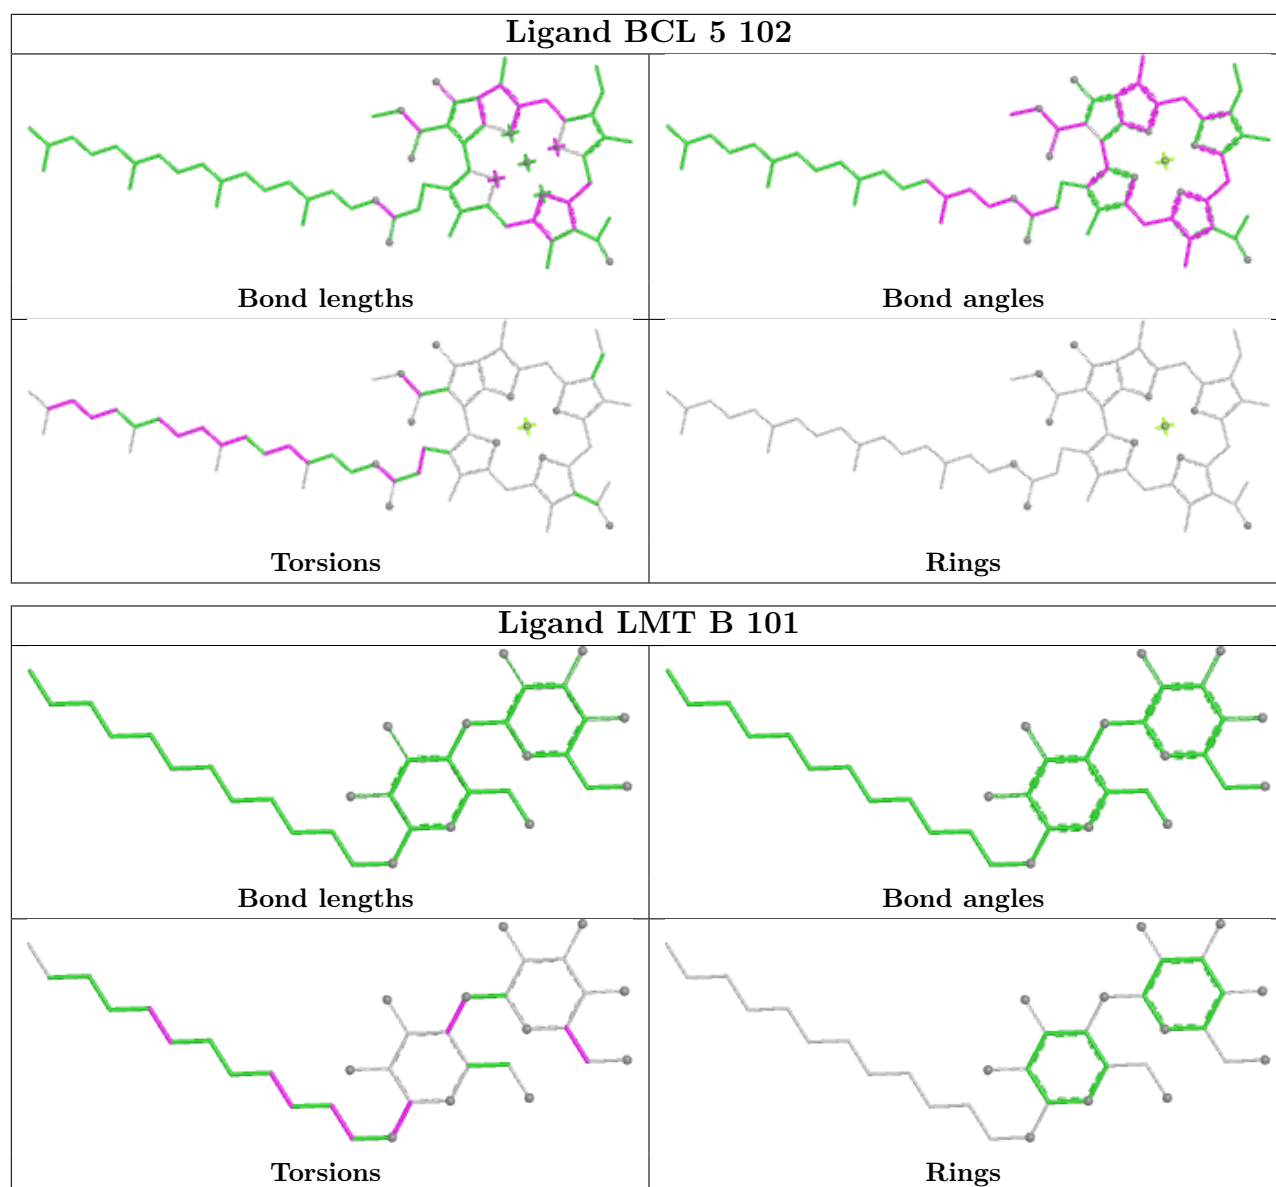 Ligand BCL 5 102
Bond lengths
Bond angles
Torsions
Rings
Ligand LMT B 101
Bond lengths
Bond angles
Torsions
Rings